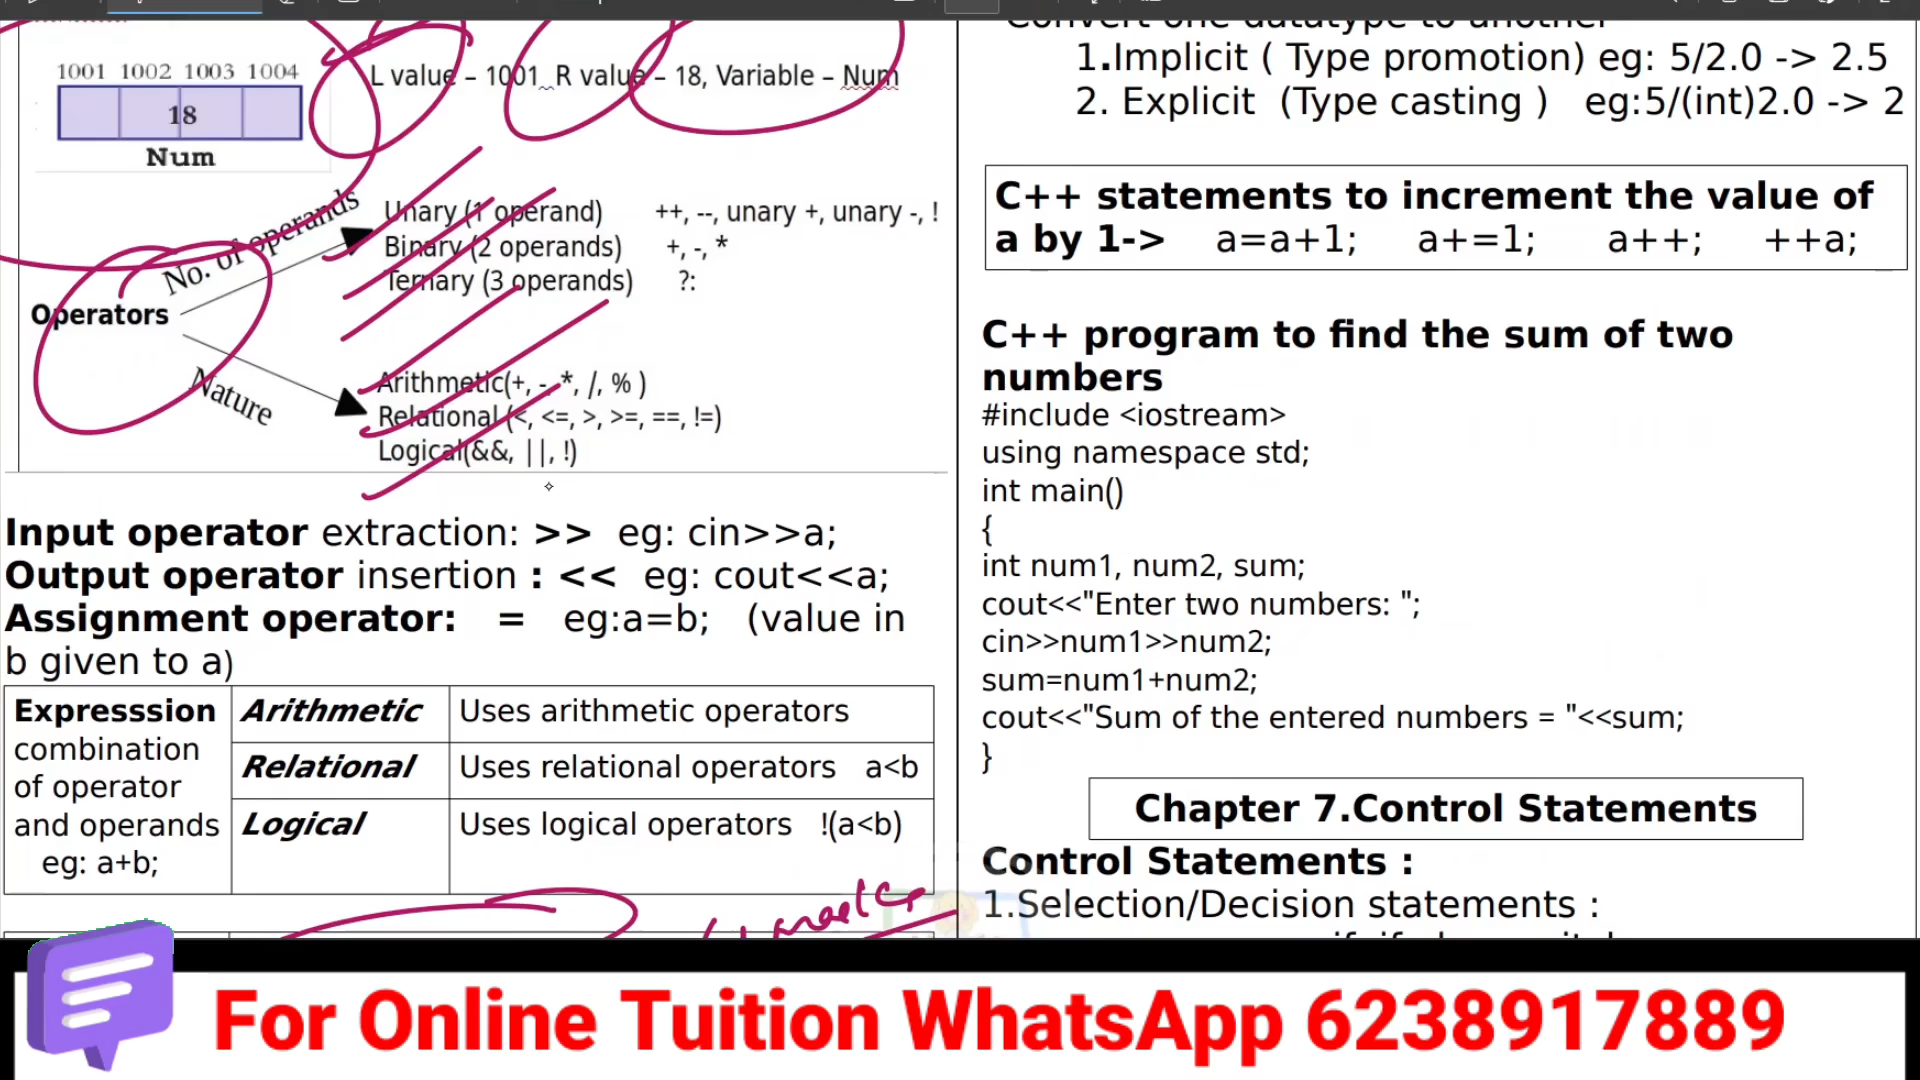 1001 1002 1003 1004
18
Num
L value – 1001 R value – 18, Variable – Num
No. of operands
Unary (1 operand) ++, --, unary +, unary -, !
Binary (2 operands) +, -, *
Ternary (3 operands) ?:
Operators
Nature
Arithmetic(+, -, *, /, % )
Relational (<, <=, >, >=, ==, !=)
Logical(&&, ||, !)
Input operator extraction: >> eg: cin>>a;
Output operator insertion : << eg: cout<<a;
Assignment operator: = eg:a=b; (value in
b given to a)
Expresssion
combination
of operator
and operands
eg: a+b;
Arithmetic Uses arithmetic operators
Relational Uses relational operators a<b
Logical Uses logical operators !(a<b)
Convert one datatype to another
1.Implicit ( Type promotion) eg: 5/2.0 -> 2.5
2. Explicit (Type casting ) eg:5/(int)2.0 -> 2
C++ statements to increment the value of
a by 1-> a=a+1; a+=1; a++; ++a;
C++ program to find the sum of two
numbers
#include <iostream>
using namespace std;
int main()
{
int num1, num2, sum;
cout<<"Enter two numbers: ";
cin>>num1>>num2;
sum=num1+num2;
cout<<"Sum of the entered numbers = "<<sum;
}
Chapter 7.Control Statements
Control Statements :
1.Selection/Decision statements :
For Online Tuition WhatsApp 6238917889